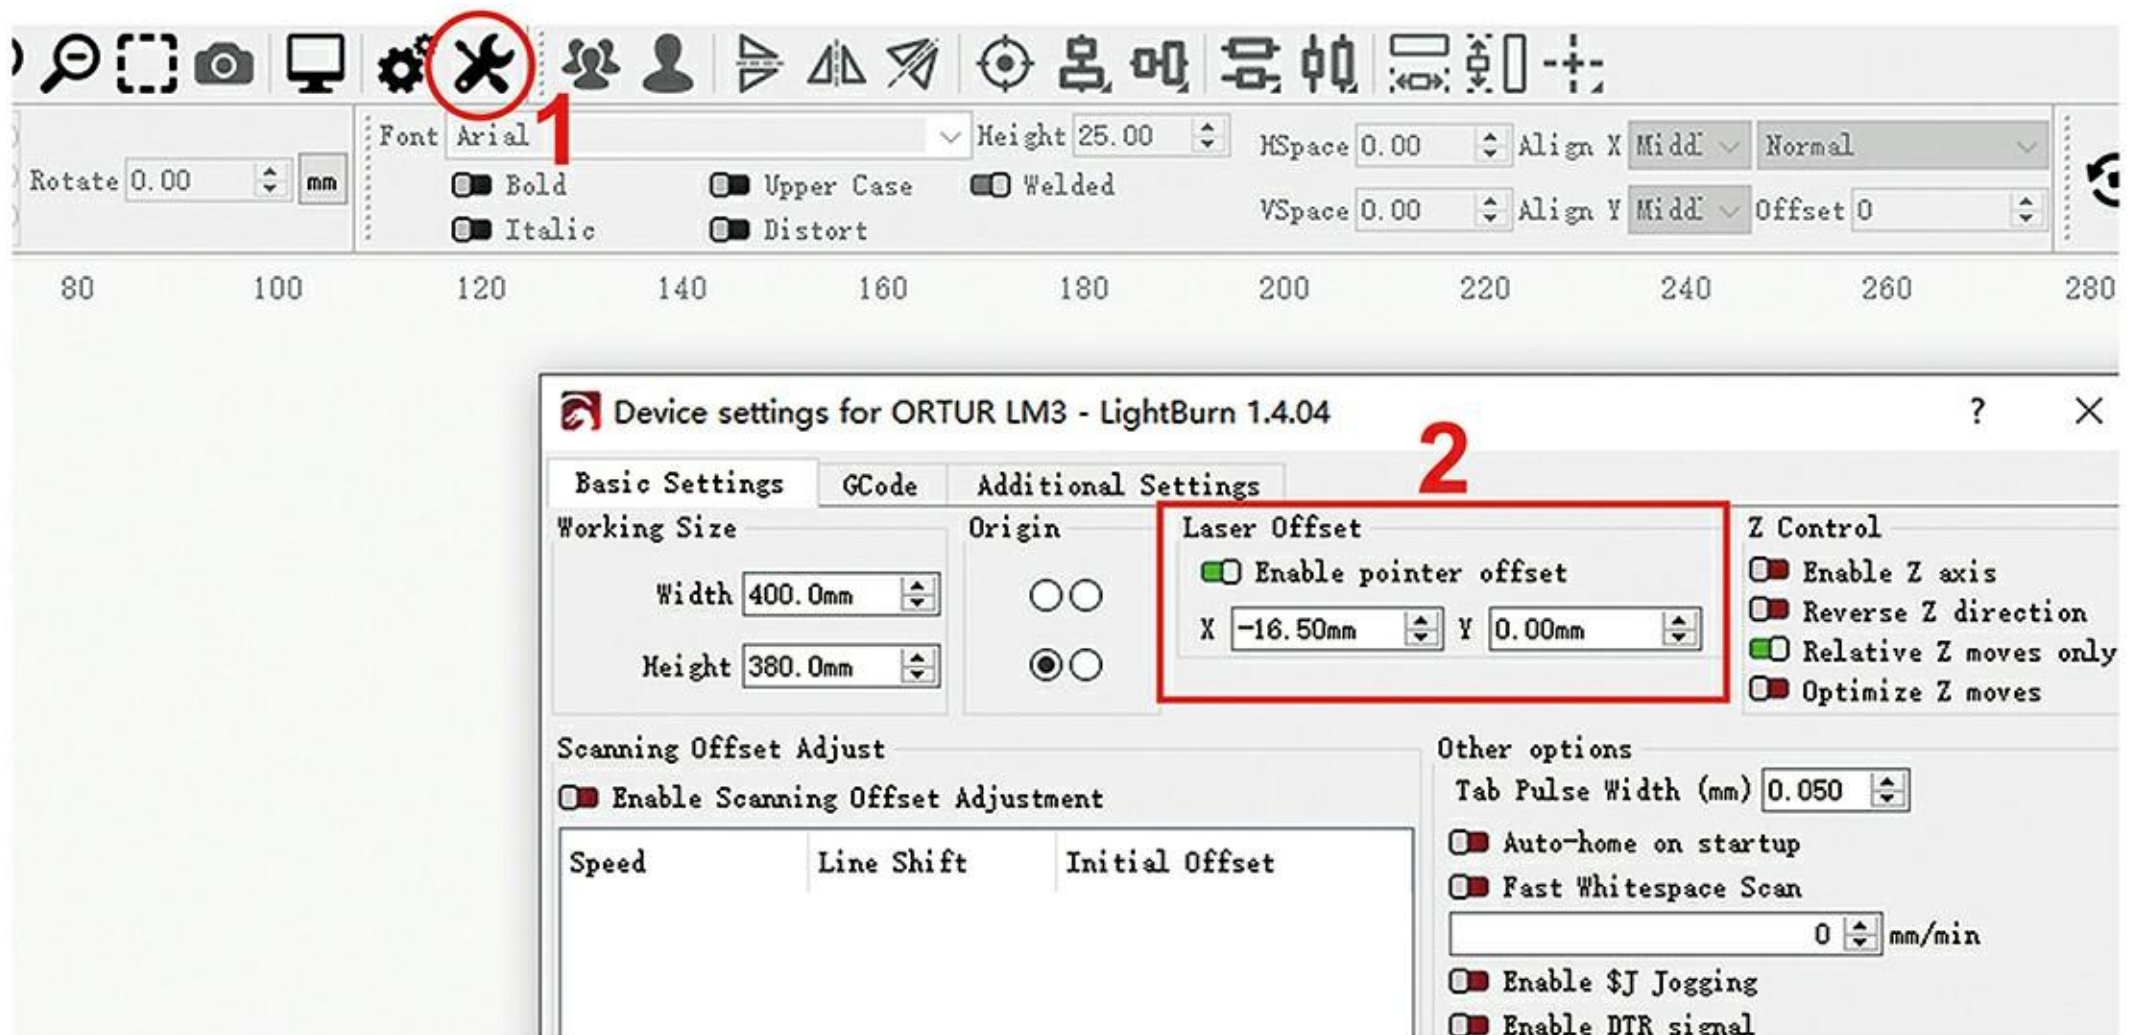 1
Font Arial Height 25.00 HSpace 0.00 Align X Middl Normal
Rotate 0.00 mm Bold Upper Case Welded
VSpace 0.00 Align Y Middl Offset 0
Italic Distort
80 100 120 140 160 180 200 220 240 260 280
Device settings for ORTUR LM3 - LightBurn 1.4.04 ?
2
Basic Settings GCode Additional Settings
Working Size Origin Laser Offset Z Control
Enable pointer offset Enable Z axis
Width 400.0mm X -16.50mm Y 0.00mm Reverse Z direction
Height 380.0mm Relative Z moves only
Optimize Z moves
Scanning Offset Adjust Other options
Enable Scanning Offset Adjustment Tab Pulse Width (mm) 0.050
Speed Line Shift Initial Offset Auto-home on startup
Fast Whitespace Scan
0 mm/min
Enable $J Jogging
Enable DTR signal